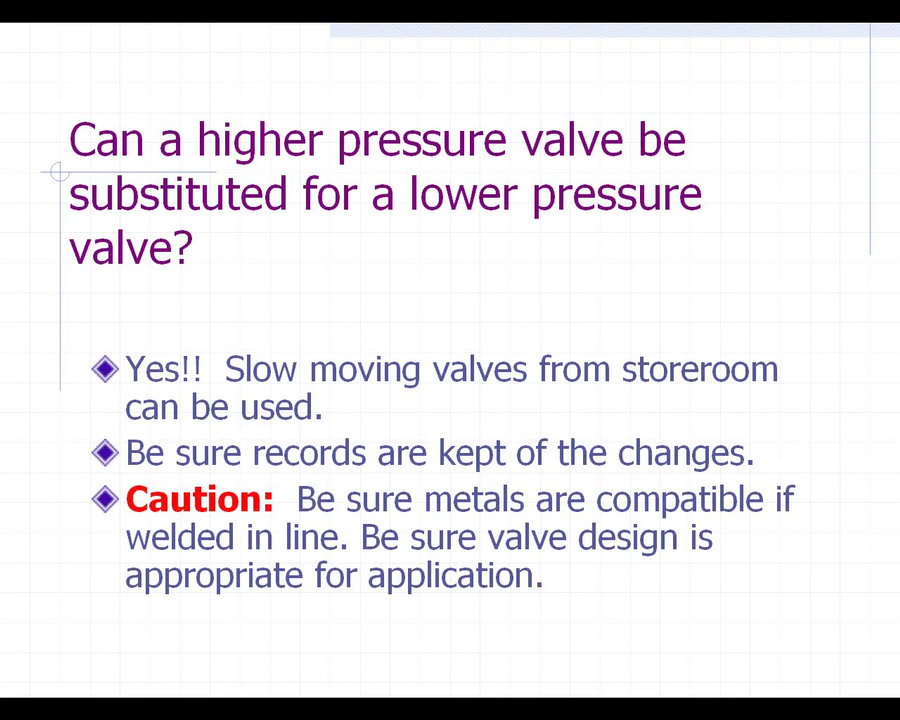 Can a higher pressure valve be
substituted for a lower pressure
valve?
Yes!! Slow moving valves from storeroom
can be used.
Be sure records are kept of the changes.
Caution: Be sure metals are compatible if
welded in line. Be sure valve design is
appropriate for application.